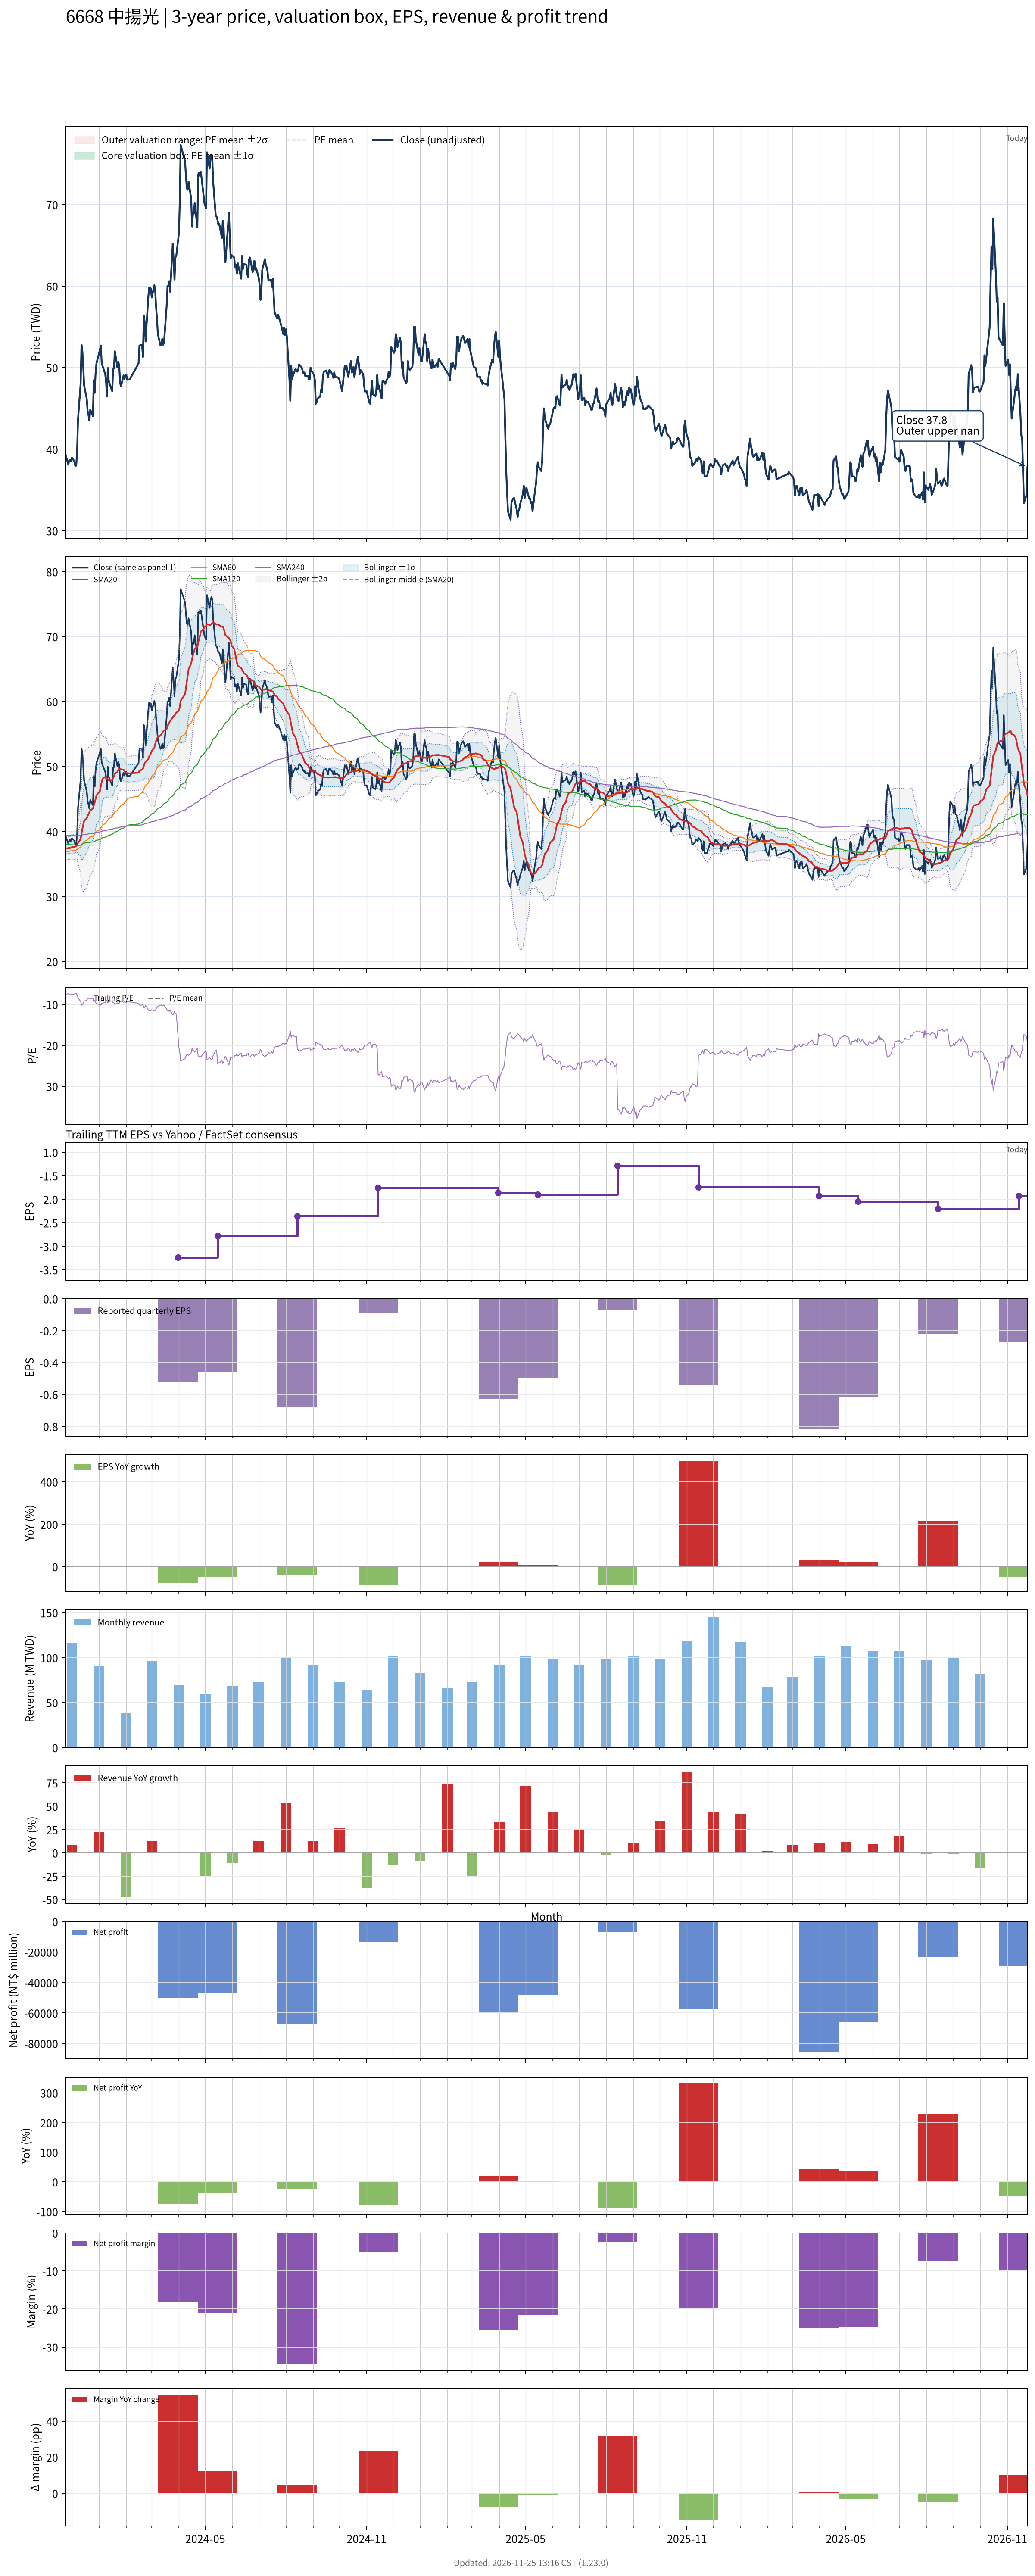 6668 中揚光 | 3-year price, valuation box, EPS, revenue & profit trend
Outer valuation range: PE mean ±2σ
PE mean
Close (unadjusted)
Core valuation box: PE mean ±1σ
Today
Price (TWD)
70
60
50
40
30
Close 37.8
Outer upper nan
Close (same as panel 1)
SMA20
SMA60
SMA120
SMA240
Bollinger ±2σ
Bollinger ±1σ
Bollinger middle (SMA20)
Price
80
70
60
50
40
30
20
Trailing P/E
P/E mean
P/E
-10
-20
-30
Trailing TTM EPS vs Yahoo / FactSet consensus
Today
EPS
-1.0
-1.5
-2.0
-2.5
-3.0
-3.5
Reported quarterly EPS
EPS
0.0
-0.2
-0.4
-0.6
-0.8
EPS YoY growth
YoY (%)
400
200
0
Monthly revenue
Revenue (M TWD)
150
100
50
0
Revenue YoY growth
YoY (%)
75
50
25
0
-25
-50
Month
Net profit
Net profit (NT$ million)
0
-20000
-40000
-60000
-80000
Net profit YoY
YoY (%)
300
200
100
0
-100
Net profit margin
Margin (%)
0
-10
-20
-30
Margin YoY change
Δ margin (pp)
40
20
0
2024-05
2024-11
2025-05
2025-11
2026-05
2026-11
Updated: 2026-11-25 13:16 CST (1.23.0)